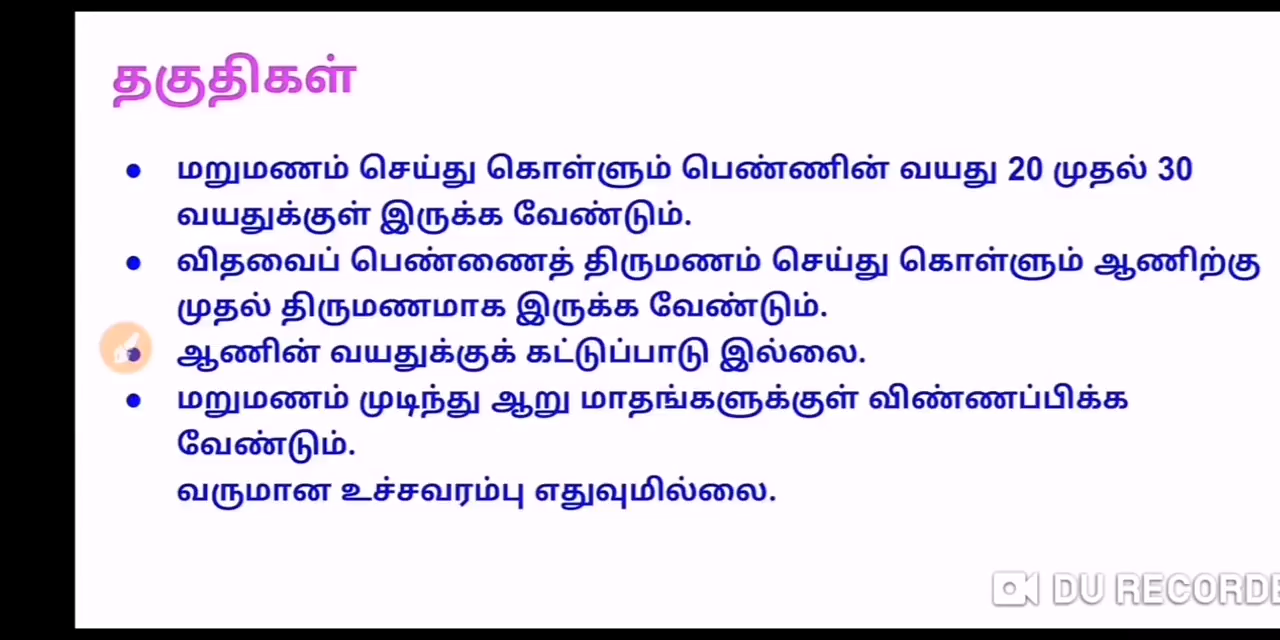 தகுதிகள்
● மறுமணம் செய்து கொள்ளும் பெண்ணின் வயது 20 முதல் 30
வயதுக்குள் இருக்க வேண்டும்.
● விதவைப் பெண்ணைத் திருமணம் செய்து கொள்ளும் ஆணிற்கு
முதல் திருமணமாக இருக்க வேண்டும்.
ஆணின் வயதுக்குக் கட்டுப்பாடு இல்லை.
● மறுமணம் முடிந்து ஆறு மாதங்களுக்குள் விண்ணப்பிக்க
வேண்டும்.
வருமான உச்சவரம்பு எதுவுமில்லை.
DU RECORDE